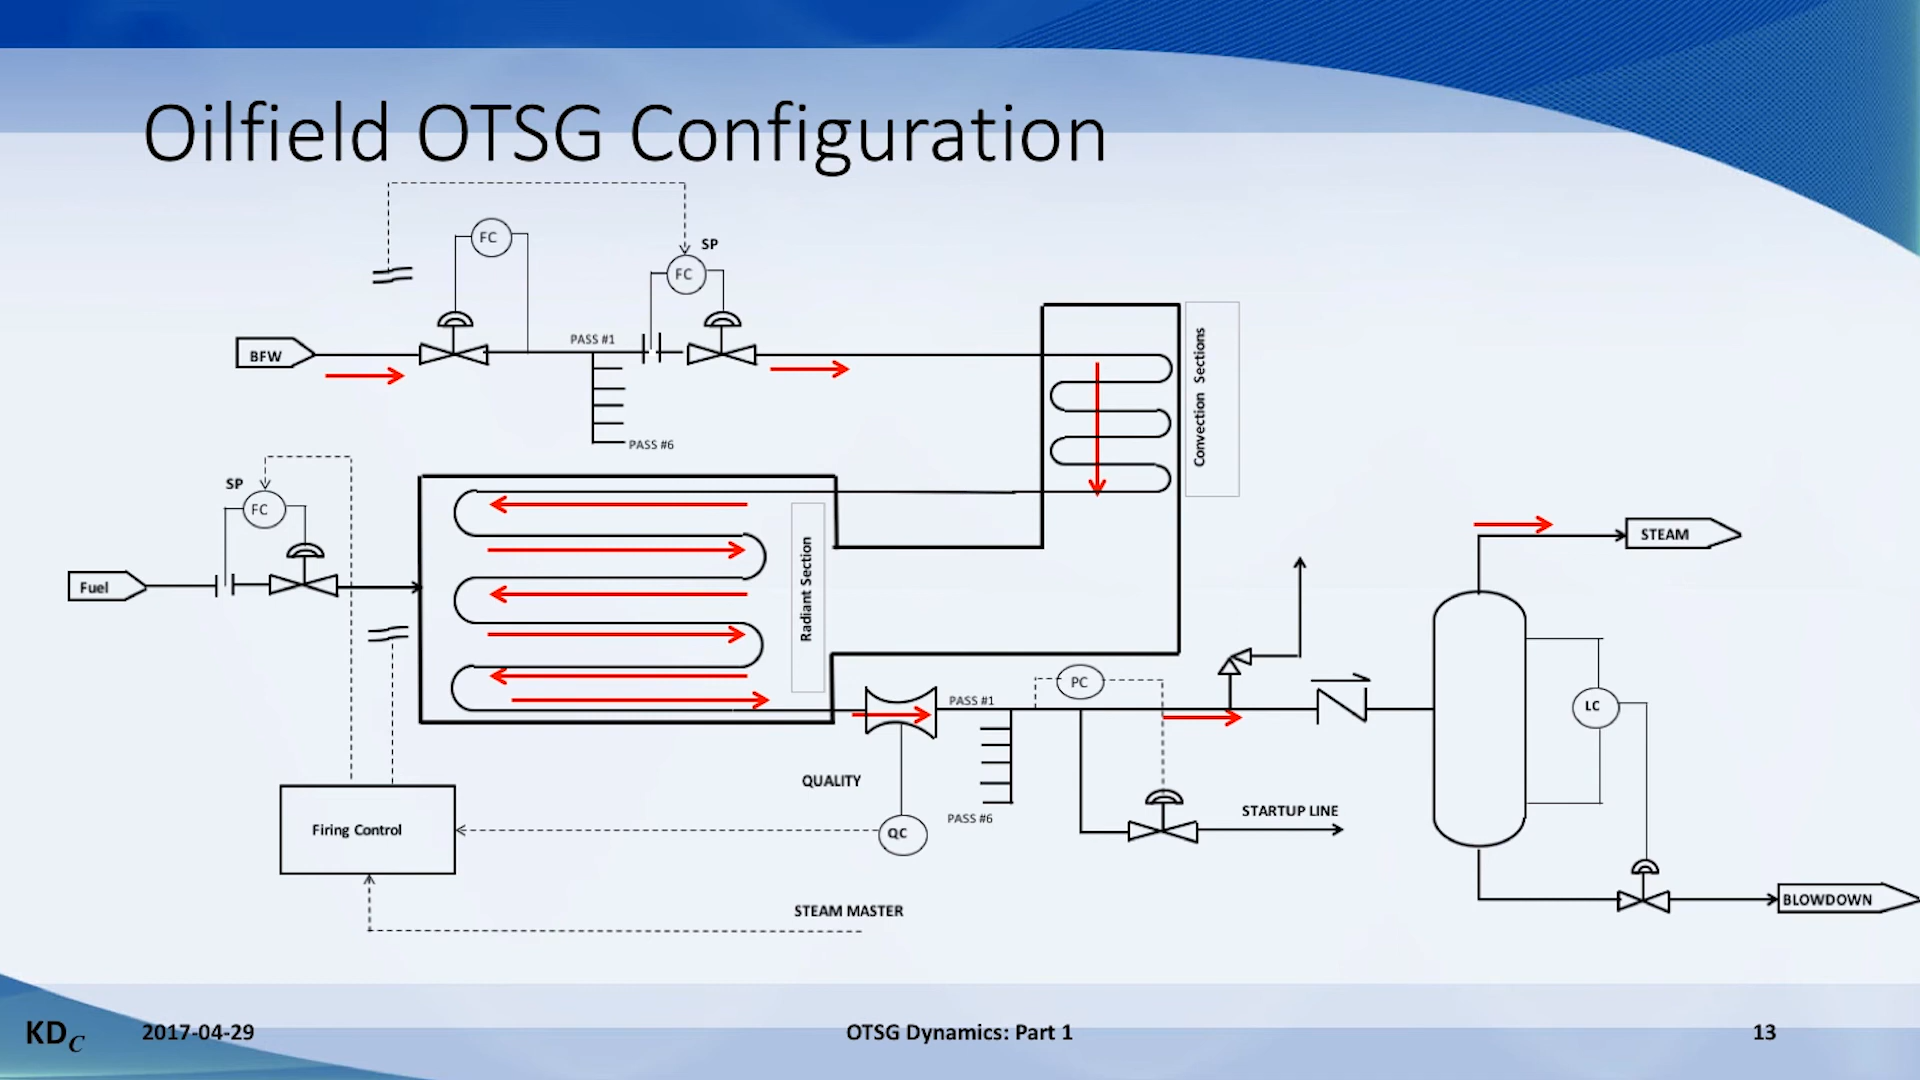 Oilfield OTSG Configuration
FC
SP
FC
PASS #1
BFW
PASS #6
Convection Sections
SP
FC
Fuel
Radiant Section
STEAM
PC
PASS #1
LC
QUALITY
STARTUP LINE
PASS #6
Firing Control
QC
BLOWDOWN
STEAM MASTER
KDC
2017-04-29
OTSG Dynamics: Part 1
13